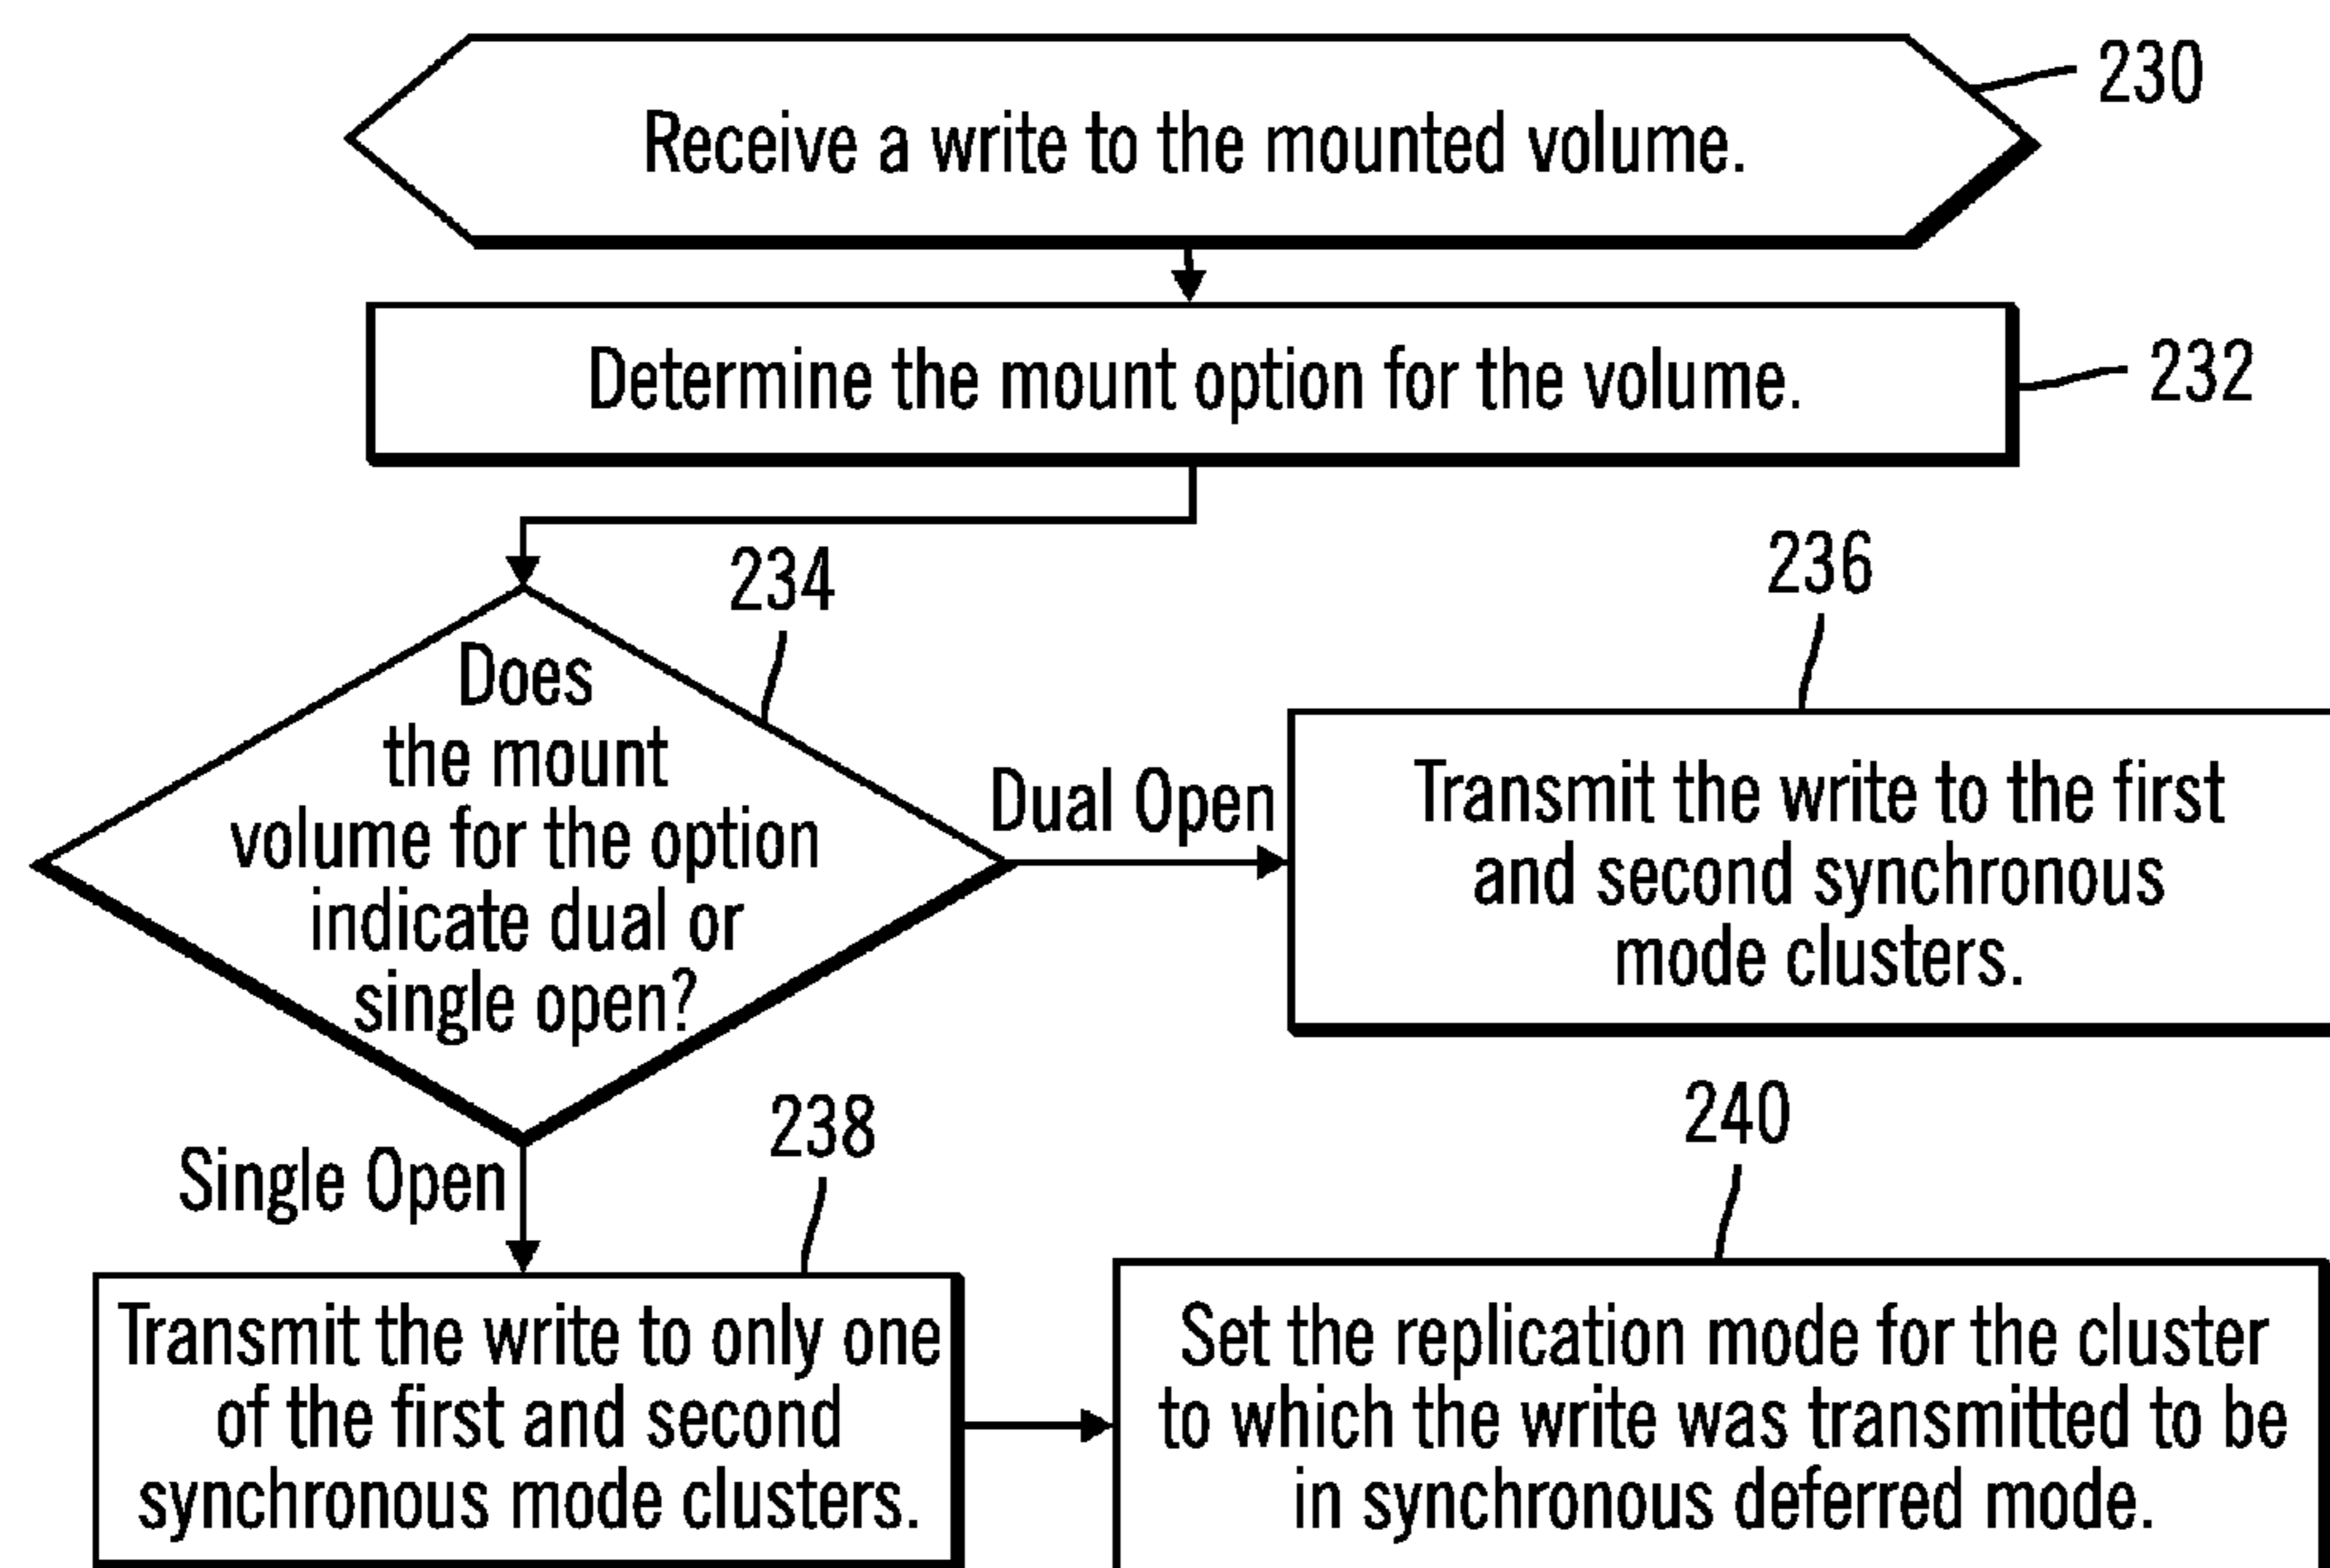 Receive a write to the mounted volume.
230
Determine the mount option for the volume.
232
234
Does
the mount
volume for the option
indicate dual or
single open?
Dual Open
236
Transmit the write to the first
and second synchronous
mode clusters.
Single Open
238
Transmit the write to only one
of the first and second
synchronous mode clusters.
240
Set the replication mode for the cluster
to which the write was transmitted to be
in synchronous deferred mode.